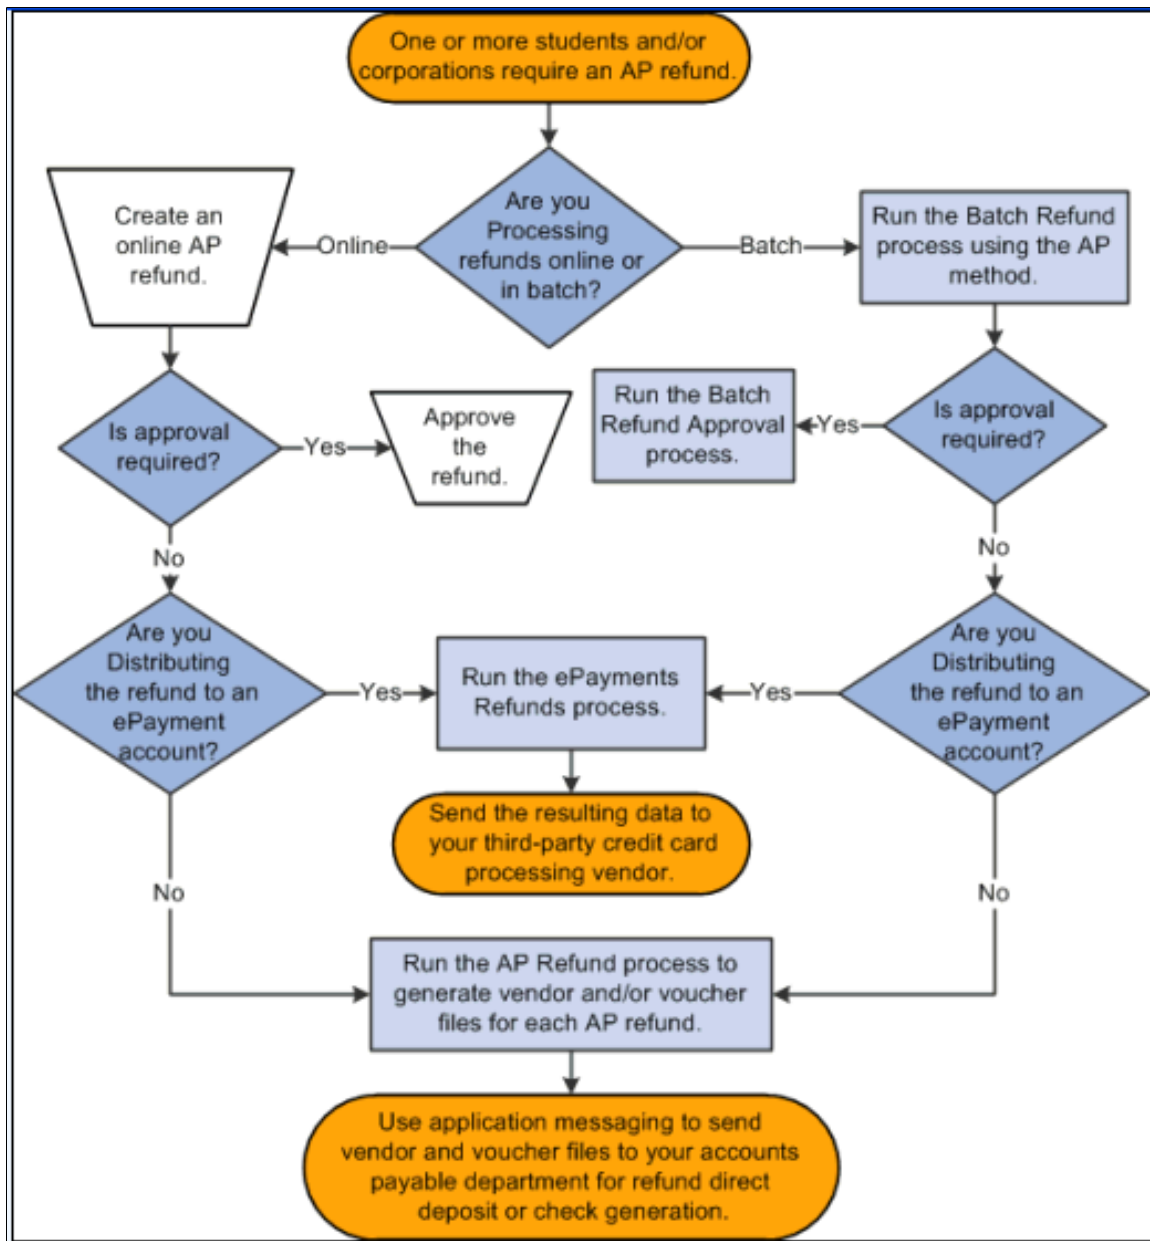 One or more students and/or
corporations require an AP refund.
Are you
Processing
refunds online or
in batch?
Online
Batch
Create an
online AP
refund.
Run the Batch Refund
process using the AP
method.
Is approval
required?
Yes
Approve
the
refund.
Run the Batch
Refund Approval
process.
Yes
Is approval
required?
No
No
Are you
Distributing
the refund to an
ePayment
account?
Yes
Run the ePayments
Refunds process.
Yes
Are you
Distributing
the refund to an
ePayment
account?
Send the resulting data to
your third-party credit card
processing vendor.
No
No
Run the AP Refund process to
generate vendor and/or voucher
files for each AP refund.
Use application messaging to send
vendor and voucher files to your accounts
payable department for refund direct
deposit or check generation.